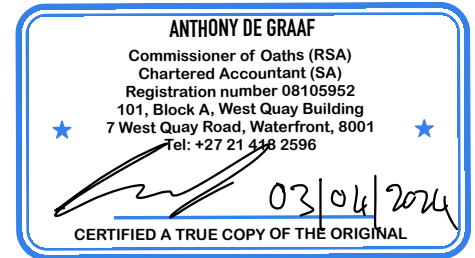 ANTHONY DE GRAAF
Commissioner of Oaths (RSA)
Chartered Accountant (SA)
Registration number 08105952
101, Block A, West Quay Building
7 West Quay Road, Waterfront, 8001
Tel: +27 21 418 2596
03/04/2024
CERTIFIED A TRUE COPY OF THE ORIGINAL